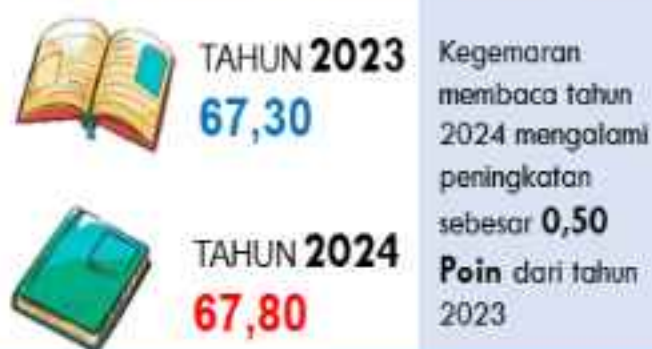 TAHUN 2023
67,30
TAHUN 2024
67,80
Kegemaran
membaca tahun
2024 mengalami
peningkatan
sebesar 0,50
Poin dari tahun
2023